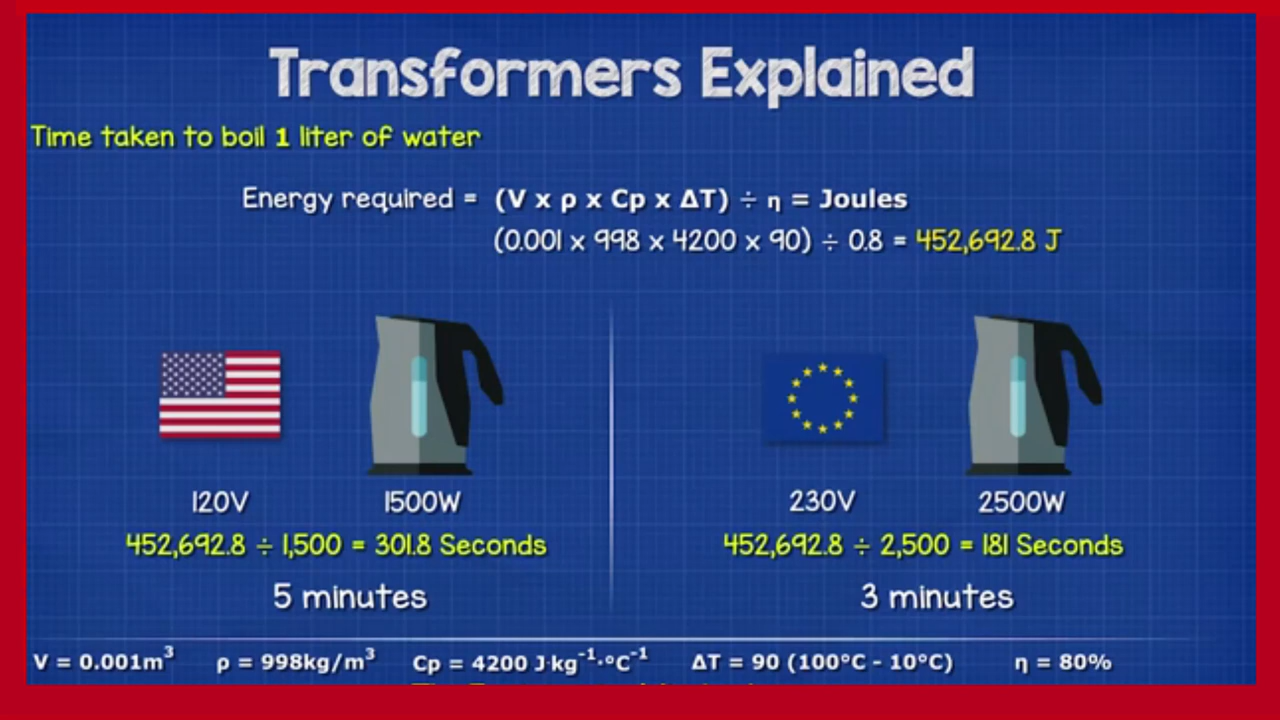 Transformers Explained
Time taken to boil 1 liter of water
Energy required = (V x ρ x Cp x ΔT) ÷ η = Joules
(0.001 x 998 x 4200 x 90) ÷ 0.8 = 452,692.8 J
120V 1500W 230V 2500W
452,692.8 ÷ 1,500 = 301.8 Seconds 452,692.8 ÷ 2,500 = 181 Seconds
5 minutes 3 minutes
V = 0.001m³ ρ = 998kg/m³ Cp = 4200 J·kg⁻¹·°C⁻¹ ΔT = 90 (100°C - 10°C) η = 80%